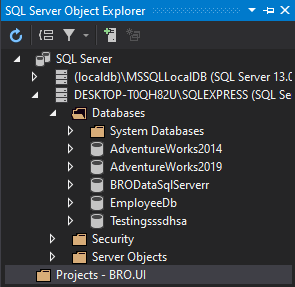 SQL Server Object Explorer
SQL Server
(localdb)\MSSQLLocalDB (SQL Server 13.0
DESKTOP-T0QH82U\SQLEXPRESS (SQL Se
Databases
System Databases
AdventureWorks2014
AdventureWorks2019
BRODataSqlServerr
EmployeeDb
Testingsssdhsa
Security
Server Objects
Projects - BRO.UI